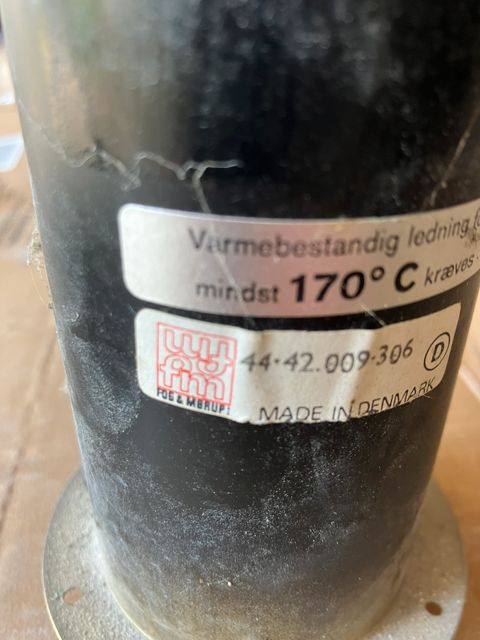 Varmebestandig ledning
mindst 170° C kræves
44·42.009·306 D
FOG & MØRUP
MADE IN DENMARK